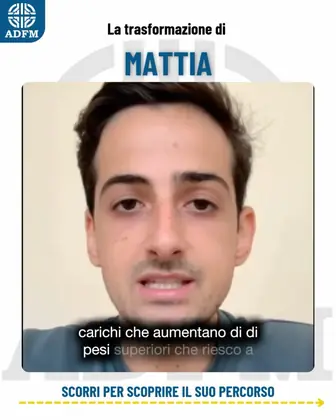 ADFM
La trasformazione di
MATTIA
carichi che aumentano di di
pesi superiori che riesco a
SCORRI PER SCOPRIRE IL SUO PERCORSO